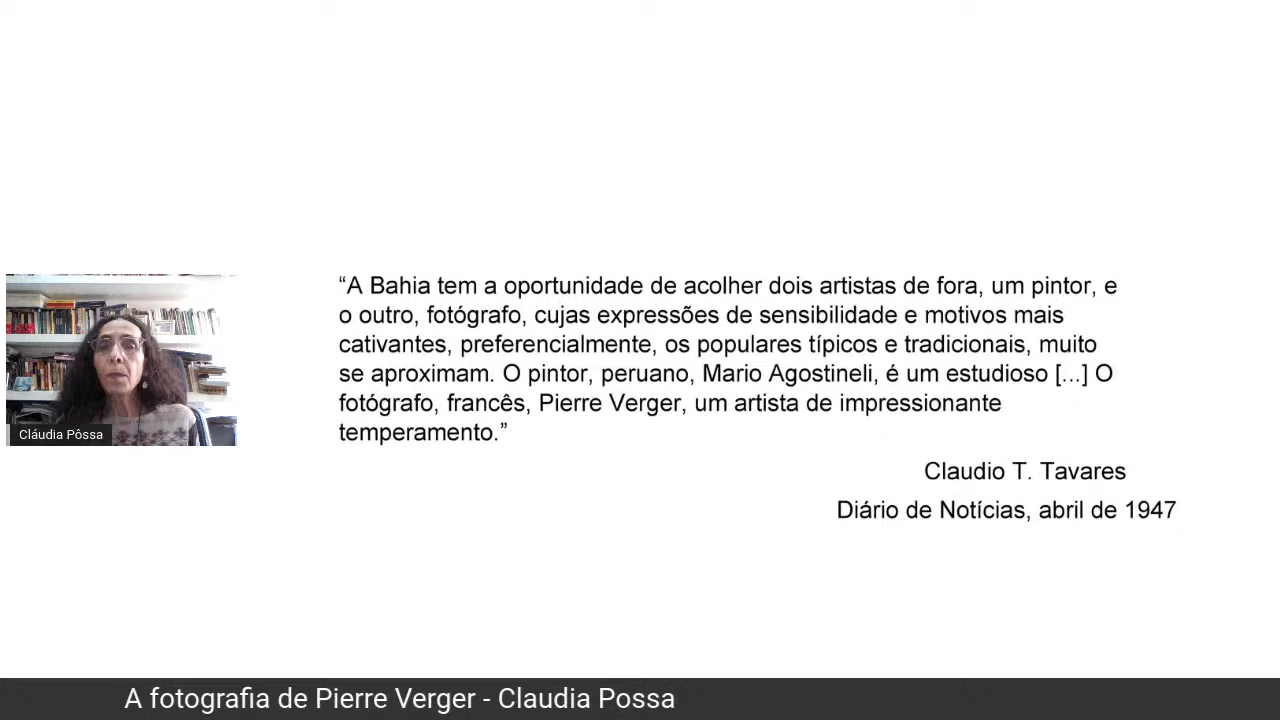 “A Bahia tem a oportunidade de acolher dois artistas de fora, um pintor, e
o outro, fotógrafo, cujas expressões de sensibilidade e motivos mais
cativantes, preferencialmente, os populares típicos e tradicionais, muito
se aproximam. O pintor, peruano, Mario Agostineli, é um estudioso [...] O
fotógrafo, francês, Pierre Verger, um artista de impressionante
temperamento.”
Claudio T. Tavares
Diário de Notícias, abril de 1947
Cláudia Pôssa
A fotografia de Pierre Verger - Claudia Possa